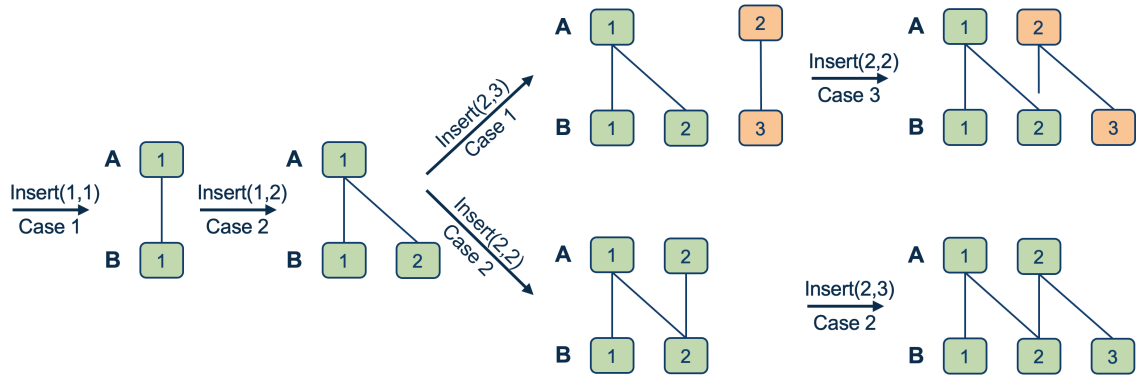 A 1
B 1
Insert(1,1)
Case 1
Insert(1,2)
Case 2
A 1
B 1 2
Insert(2,3)
Case 1
A 1 2
B 1 2 3
Insert(2,2)
Case 3
A 1 2
B 1 2 3
Insert(2,2)
Case 2
A 1 2
B 1 2
Insert(2,3)
Case 2
A 1 2
B 1 2 3